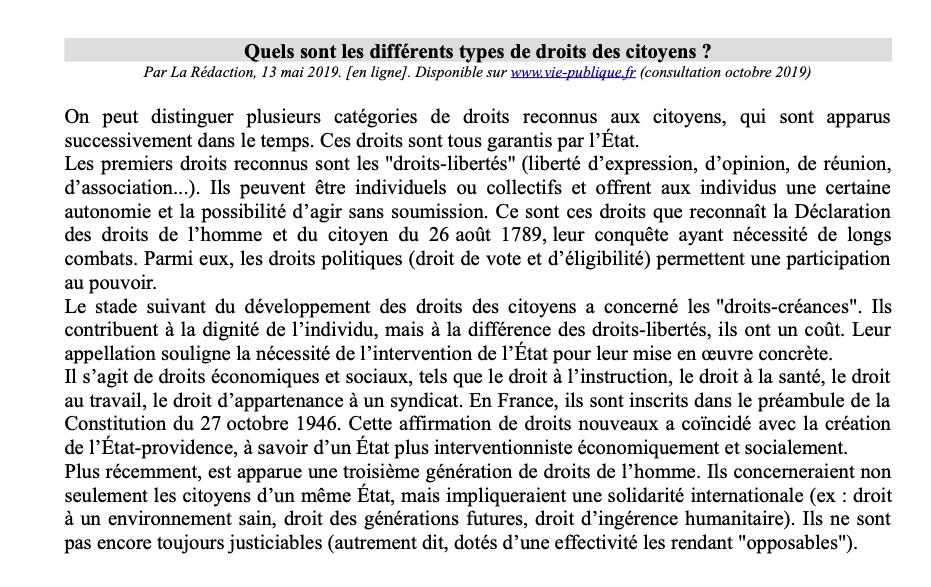 Quels sont les différents types de droits des citoyens ?
Par La Rédaction, 13 mai 2019. [en ligne]. Disponible sur www.vie-publique.fr (consultation octobre 2019)
On peut distinguer plusieurs catégories de droits reconnus aux citoyens, qui sont apparus
successivement dans le temps. Ces droits sont tous garantis par l’État.
Les premiers droits reconnus sont les "droits-libertés" (liberté d’expression, d’opinion, de réunion,
d’association...). Ils peuvent être individuels ou collectifs et offrent aux individus une certaine
autonomie et la possibilité d’agir sans soumission. Ce sont ces droits que reconnaît la Déclaration
des droits de l’homme et du citoyen du 26 août 1789, leur conquête ayant nécessité de longs
combats. Parmi eux, les droits politiques (droit de vote et d’éligibilité) permettent une participation
au pouvoir.
Le stade suivant du développement des droits des citoyens a concerné les "droits-créances". Ils
contribuent à la dignité de l’individu, mais à la différence des droits-libertés, ils ont un coût. Leur
appellation souligne la nécessité de l’intervention de l’État pour leur mise en œuvre concrète.
Il s’agit de droits économiques et sociaux, tels que le droit à l’instruction, le droit à la santé, le droit
au travail, le droit d’appartenance à un syndicat. En France, ils sont inscrits dans le préambule de la
Constitution du 27 octobre 1946. Cette affirmation de droits nouveaux a coïncidé avec la création
de l’État-providence, à savoir d’un État plus interventionniste économiquement et socialement.
Plus récemment, est apparue une troisième génération de droits de l’homme. Ils concerneraient non
seulement les citoyens d’un même État, mais impliqueraient une solidarité internationale (ex : droit
à un environnement sain, droit des générations futures, droit d’ingérence humanitaire). Ils ne sont
pas encore toujours justiciables (autrement dit, dotés d’une effectivité les rendant "opposables").